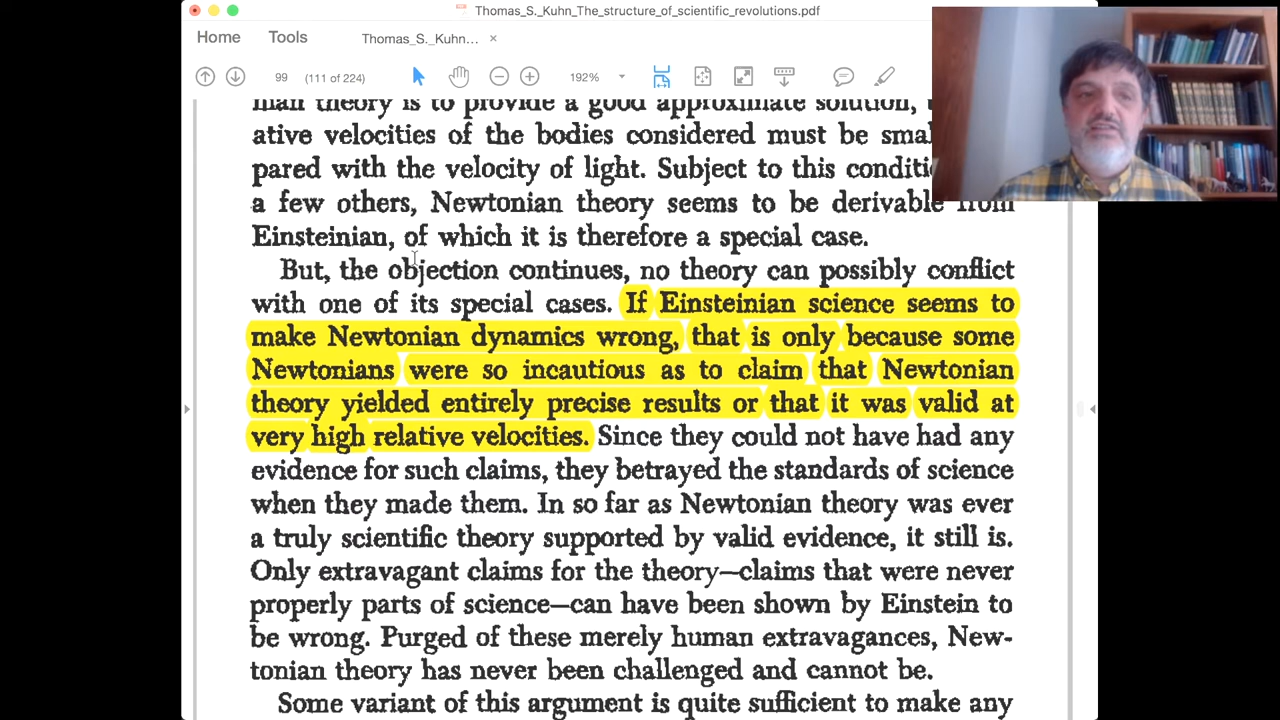 Thomas_S._Kuhn_The_structure_of_scientific_revolutions.pdf
Home Tools Thomas_S._Kuhn... ×
99 (111 of 224) 192%
man theory is to provide a good approximate solution,
ative velocities of the bodies considered must be
pared with the velocity of light. Subject to this
a few others, Newtonian theory seems to be derivable from
Einsteinian, of which it is therefore a special case.
But, the objection continues, no theory can possibly conflict
with one of its special cases. If Einsteinian science seems to
make Newtonian dynamics wrong, that is only because some
Newtonians were so incautious as to claim that Newtonian
theory yielded entirely precise results or that it was valid at
very high relative velocities. Since they could not have had any
evidence for such claims, they betrayed the standards of science
when they made them. In so far as Newtonian theory was ever
a truly scientific theory supported by valid evidence, it still is.
Only extravagant claims for the theory—claims that were never
properly parts of science—can have been shown by Einstein to
be wrong. Purged of these merely human extravagances, New-
tonian theory has never been challenged and cannot be.
Some variant of this argument is quite sufficient to make any